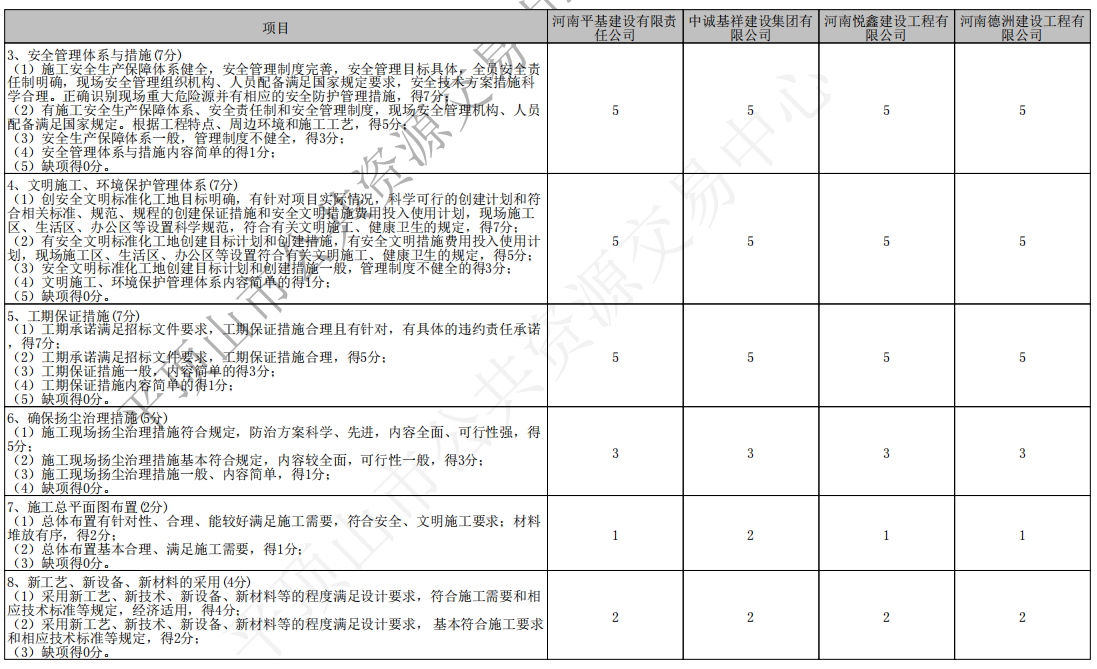 项目
河南平基建设有限责
任公司
中诚基祥建设集团有
限公司
河南悦鑫建设工程有
限公司
河南德洲建设工程有
限公司
3、安全管理体系与措施(7分)
（1）施工安全生产保障体系健全，安全管理制度完善，安全管理目标具体，全员安全责
任制明确，现场安全管理组织机构、人员配备满足国家规定要求，安全技术方案措施科
学合理。正确识别现场重大危险源并有相应的安全防护管理措施，得7分；
（2）有施工安全生产保障体系、安全责任制和安全管理制度，现场安全管理机构、人员
配备满足国家规定。根据工程特点、周边环境和施工工艺，得5分；
（3）安全生产保障体系一般，管理制度不健全，得3分；
（4）安全管理体系与措施内容简单的得1分；
（5）缺项得0分。
5
5
5
5
4、文明施工、环境保护管理体系(7分)
（1）创安全文明标准化工地目标明确，有针对项目实际情况，科学可行的创建计划和符
合相关标准、规范、规程的创建保证措施和安全文明措施费用投入使用计划，现场施工
区、生活区、办公区等设置科学规范，符合有关文明施工、健康卫生的规定，得7分；
（2）有安全文明标准化工地创建目标计划和创建措施，有安全文明措施费用投入使用计
划，现场施工区、生活区、办公区等设置符合有关文明施工、健康卫生的规定，得5分；
（3）安全文明标准化工地创建目标计划和创建措施一般，管理制度不健全的得3分；
（4）文明施工、环境保护管理体系内容简单的得1分；
（5）缺项得0分。
5
5
5
5
5、工期保证措施(7分)
（1）工期承诺满足招标文件要求，工期保证措施合理且有针对，有具体的违约责任承诺
，得7分；
（2）工期承诺满足招标文件要求，工期保证措施合理，得5分；
（3）工期保证措施一般，内容简单的得3分；
（4）工期保证措施内容简单的得1分；
（5）缺项得0分。
5
5
5
5
6、确保扬尘治理措施(5分)
（1）施工现场扬尘治理措施符合规定，防治方案科学、先进，内容全面、可行性强，得
5分；
（2）施工现场扬尘治理措施基本符合规定，内容较全面，可行性一般，得3分；
（3）施工现场扬尘治理措施一般、内容简单，得1分；
（4）缺项得0分。
3
3
3
3
7、施工总平面图布置(2分)
（1）总体布置有针对性、合理、能较好满足施工需要，符合安全、文明施工要求；材料
堆放有序，得2分；
（2）总体布置基本合理、满足施工需要，得1分；
（3）缺项得0分。
1
2
1
1
8、新工艺、新设备、新材料的采用(4分)
（1）采用新工艺、新技术、新设备、新材料等的程度满足设计要求，符合施工需要和相
应技术标准等规定，经济适用，得4分；
（2）采用新工艺、新技术、新设备、新材料等的程度满足设计要求， 基本符合施工要求
和相应技术标准等规定，得2分；
（3）缺项得0分。
2
2
2
2
平顶山市公共资源交易中心
平顶山市公共资源交易中心